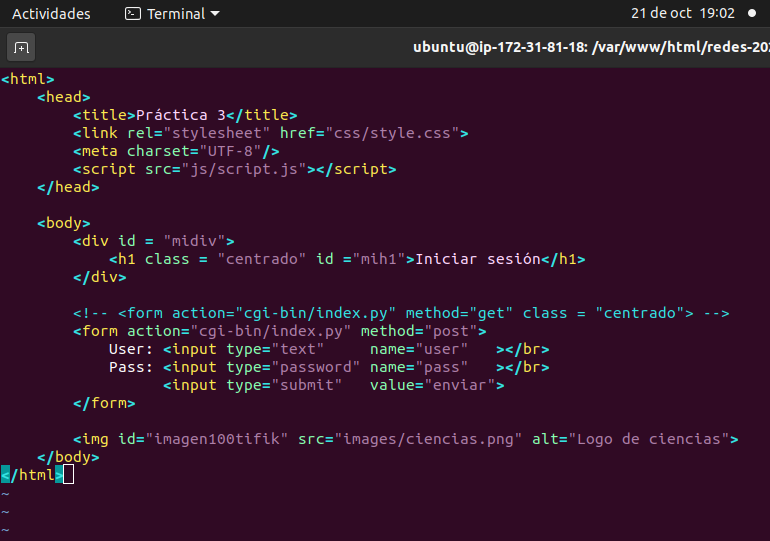 Actividades Terminal 21 de oct 19:02
ubuntu@ip-172-31-81-18: /var/www/html/redes-202
<html>
    <head>
        <title>Práctica 3</title>
        <link rel="stylesheet" href="css/style.css">
        <meta charset="UTF-8"/>
        <script src="js/script.js"></script>
    </head>

    <body>
        <div id = "midiv">
            <h1 class = "centrado" id ="mih1">Iniciar sesión</h1>
        </div>

        <!-- <form action="cgi-bin/index.py" method="get" class = "centrado"> -->
        <form action="cgi-bin/index.py" method="post">
            User: <input type="text"     name="user"   ></br>
            Pass: <input type="password" name="pass"   ></br>
                  <input type="submit"   value="enviar">
        </form>

        <img id="imagen100tifik" src="images/ciencias.png" alt="Logo de ciencias">
    </body>
</html>
~
~
~